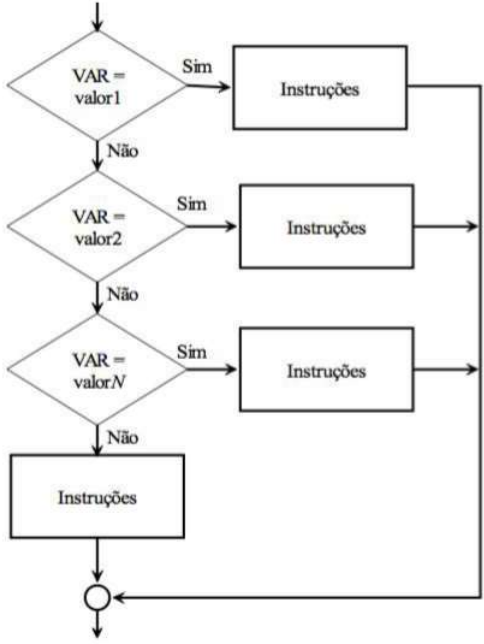 VAR =
valor1
Sim
Instruções
Não
VAR =
valor2
Sim
Instruções
Não
VAR =
valorN
Sim
Instruções
Não
Instruções